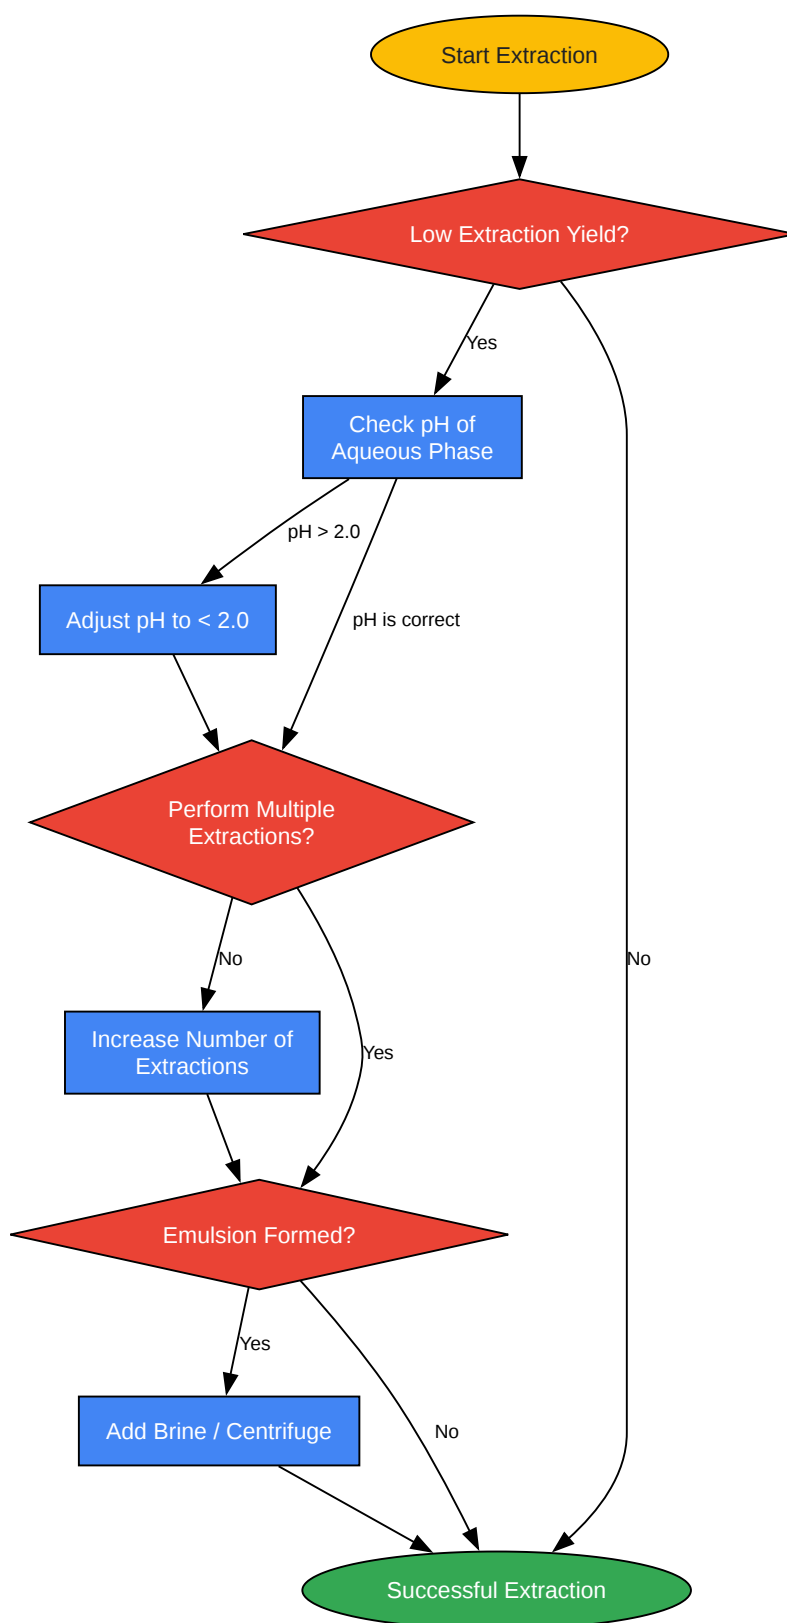 Start Extraction
Low Extraction Yield?
Yes
Check pH of
Aqueous Phase
pH > 2.0
Adjust pH to < 2.0
pH is correct
Perform Multiple
Extractions?
No
No
Increase Number of
Extractions
Yes
Emulsion Formed?
Yes
Add Brine / Centrifuge
No
Successful Extraction